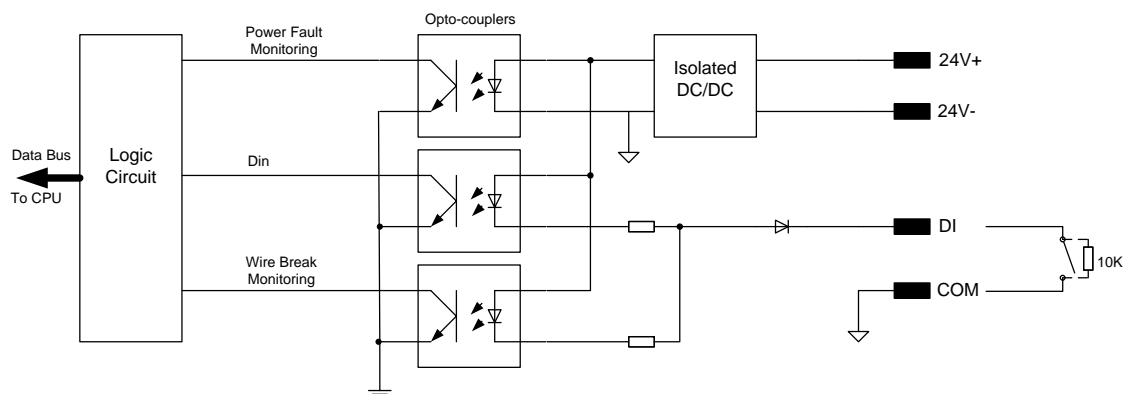 Opto-couplers
Power Fault
Monitoring
Isolated
DC/DC
24V+
24V-
Data Bus
To CPU
Logic
Circuit
Din
DI
Wire Break
Monitoring
10K
COM